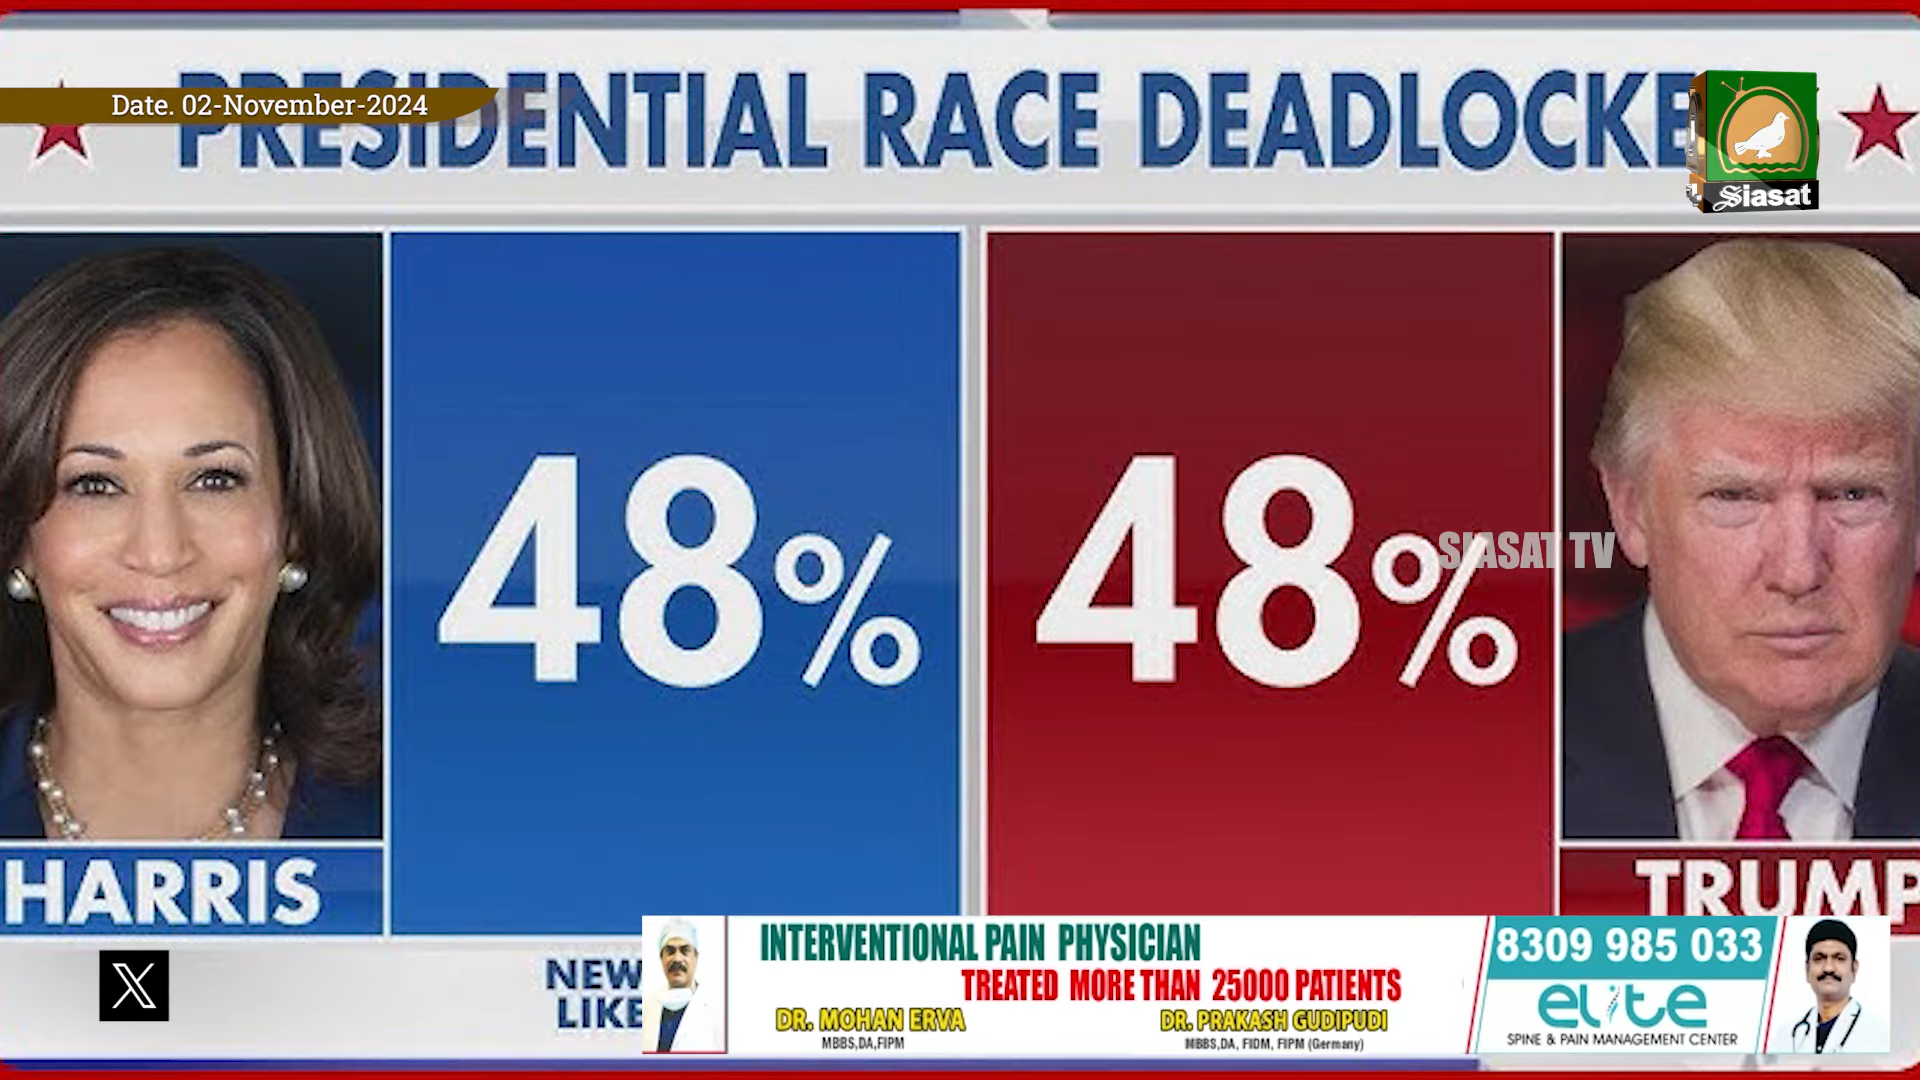 Date. 02-November-2024
PRESIDENTIAL RACE DEADLOCKE
Siasat
48%
48%
SIASAT TV
HARRIS
TRUMP
NEW
LIKE
INTERVENTIONAL PAIN PHYSICIAN
TREATED MORE THAN 25000 PATIENTS
DR. MOHAN ERVA
MBBS,DA,FIPM
DR. PRAKASH GUDIPUDI
MBBS,DA, FIDM, FIPM (Germany)
8309 985 033
elite
SPINE & PAIN MANAGEMENT CENTER